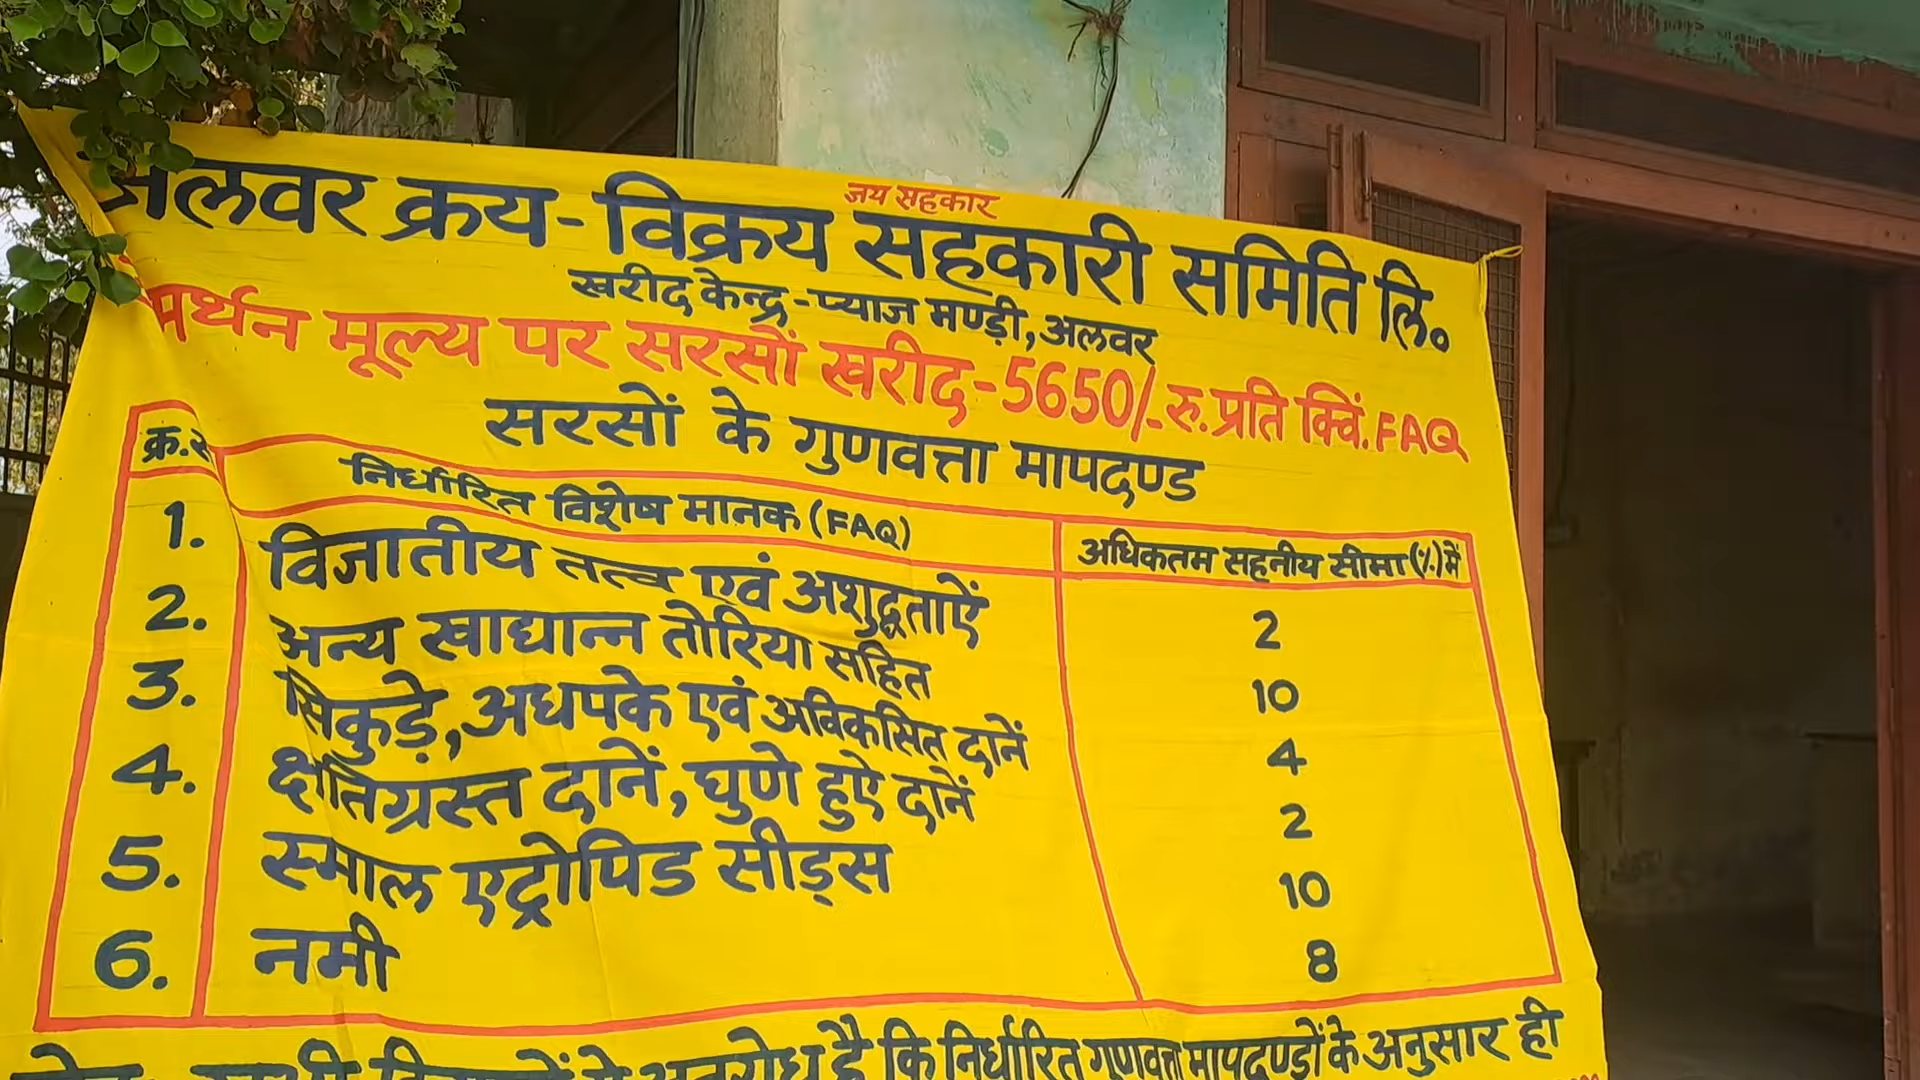 जय सहकार
अलवर क्रय-विक्रय सहकारी समिति लि॰
खरीद केन्द्र-प्याज मण्ड़ी,अलवर
मर्थन मूल्य पर सरसों खरीद-5650/-रु.प्रति क्विं.FAQ
सरसों के गुणवत्ता मापदण्ड
क्र.स निर्धारित विशेष मानक (FAQ) अधिकतम सहनीय सीमा (%) में
1. विजातीय तत्व एवं अशुद्धताऐं 2
2. अन्य खाद्यान्न तोरिया सहित 10
3. सिकुड़े,अधपके एवं अविकसित दानें 4
4. क्षतिग्रस्त दानें,घुणे हुऐ दानें 2
5. स्माल एट्रोपिड सीड्स 10
6. नमी 8
है कि निर्धारित गुणवत्ता मापदण्डों के अनुसार ही